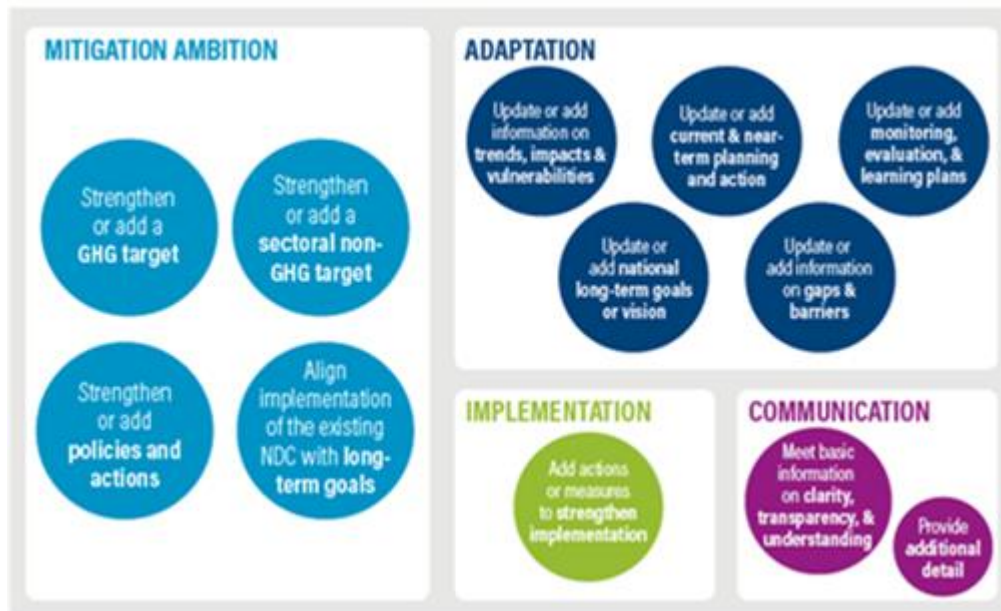 MITIGATION AMBITION
Strengthen
or add a
GHG target
Strengthen
or add a
sectoral non-
GHG target
Strengthen
or add
policies and
actions
Align
implementation
of the existing
NDC with long-
term goals
ADAPTATION
Update or add
information on
trends, impacts &
vulnerabilities
Update or add
current & near-
term planning
and action
Update or add
monitoring,
evaluation, &
learning plans
Update or
add national
long-term goals
or vision
Update or
add information
on gaps &
barriers
IMPLEMENTATION
Add actions
or measures
to strengthen
implementation
COMMUNICATION
Meet basic
information
on clarity,
transparency, &
understanding
Provide
additional
detail